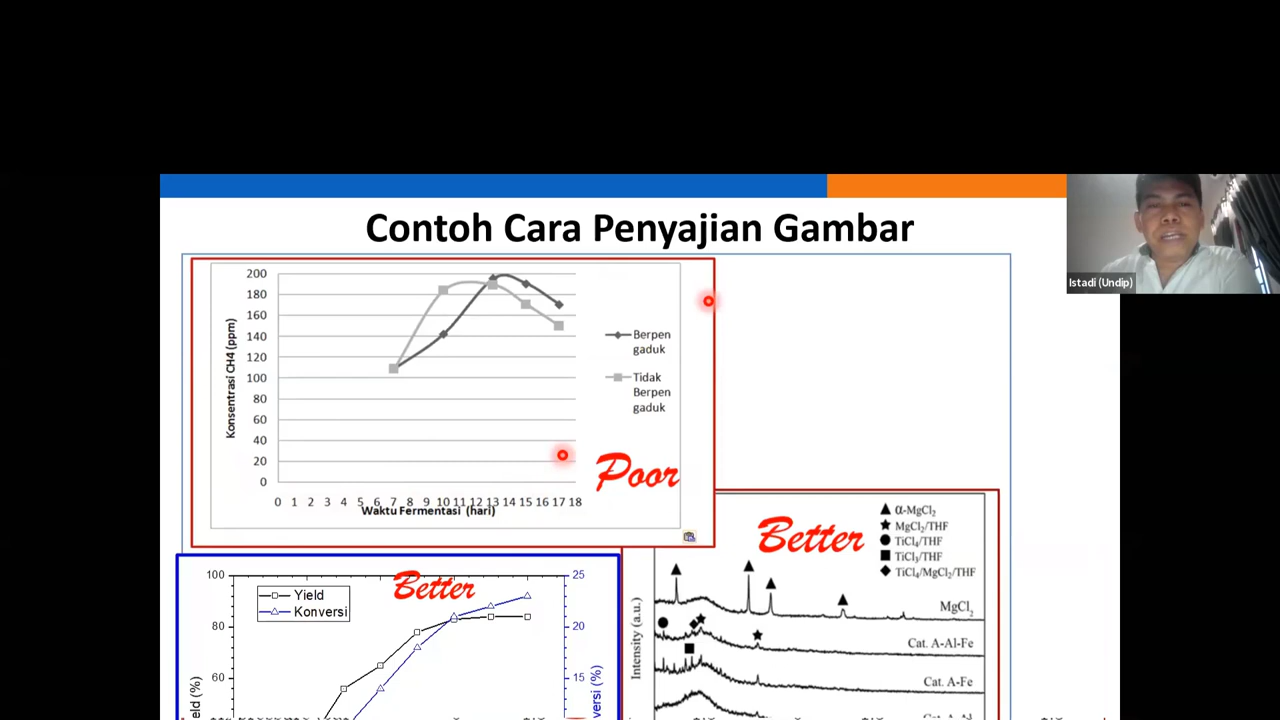 Contoh Cara Penyajian Gambar
Istadi (Undip)
200
180
160
140
120
100
80
60
40
20
0
Konsentrasi CH4 (ppm)
0 1 2 3 4 5 6 7 8 9 10 11 12 13 14 15 16 17 18
Waktu Fermentasi (hari)
Berpen
gaduk
Tidak
Berpen
gaduk
Poor
Better
α-MgCl2
MgCl2/THF
TiCl4/THF
TiCl3/THF
TiCl4/MgCl2/THF
Intensity (a.u.)
MgCl2
Cat. A-Al-Fe
Cat. A-Fe
Better
Yield
Konversi
100
80
60
25
20
15